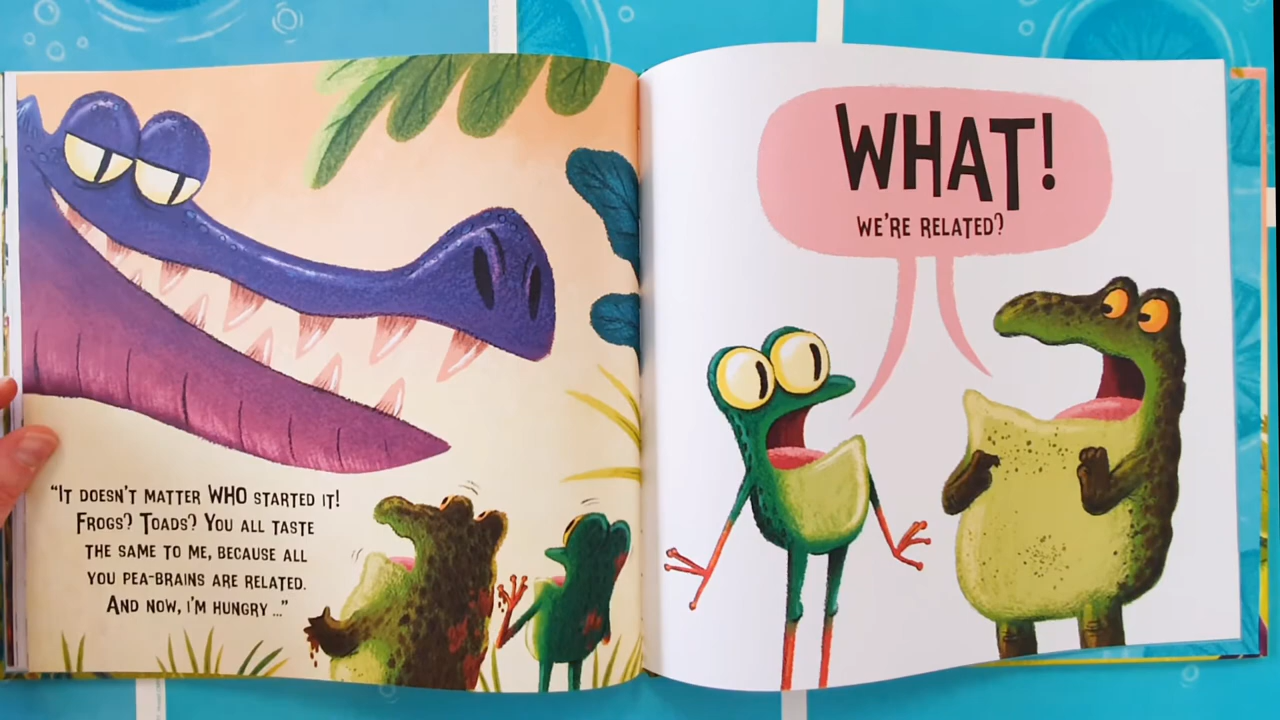 “IT DOESN'T MATTER WHO STARTED IT!
FROGS? TOADS? YOU ALL TASTE
THE SAME TO ME, BECAUSE ALL
YOU PEA-BRAINS ARE RELATED.
AND NOW, I'M HUNGRY ...”
WHAT!
WE'RE RELATED?